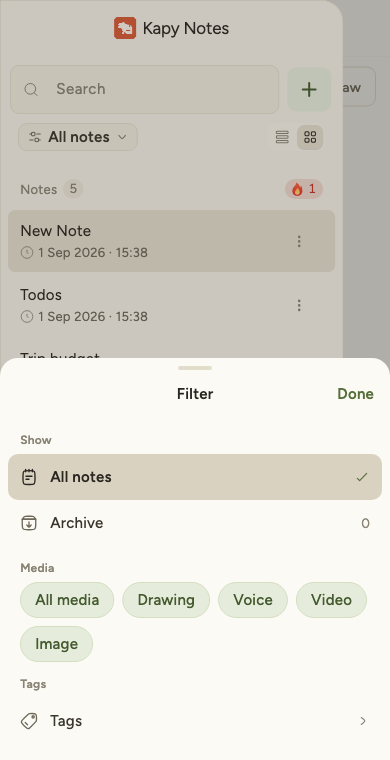 Kapy Notes
Search
aw
All notes
Notes 5
1
New Note
1 Sep 2026 · 15:38
Todos
1 Sep 2026 · 15:38
Trip budget
Filter
Done
Show
All notes
Archive
0
Media
All media
Drawing
Voice
Video
Image
Tags
Tags